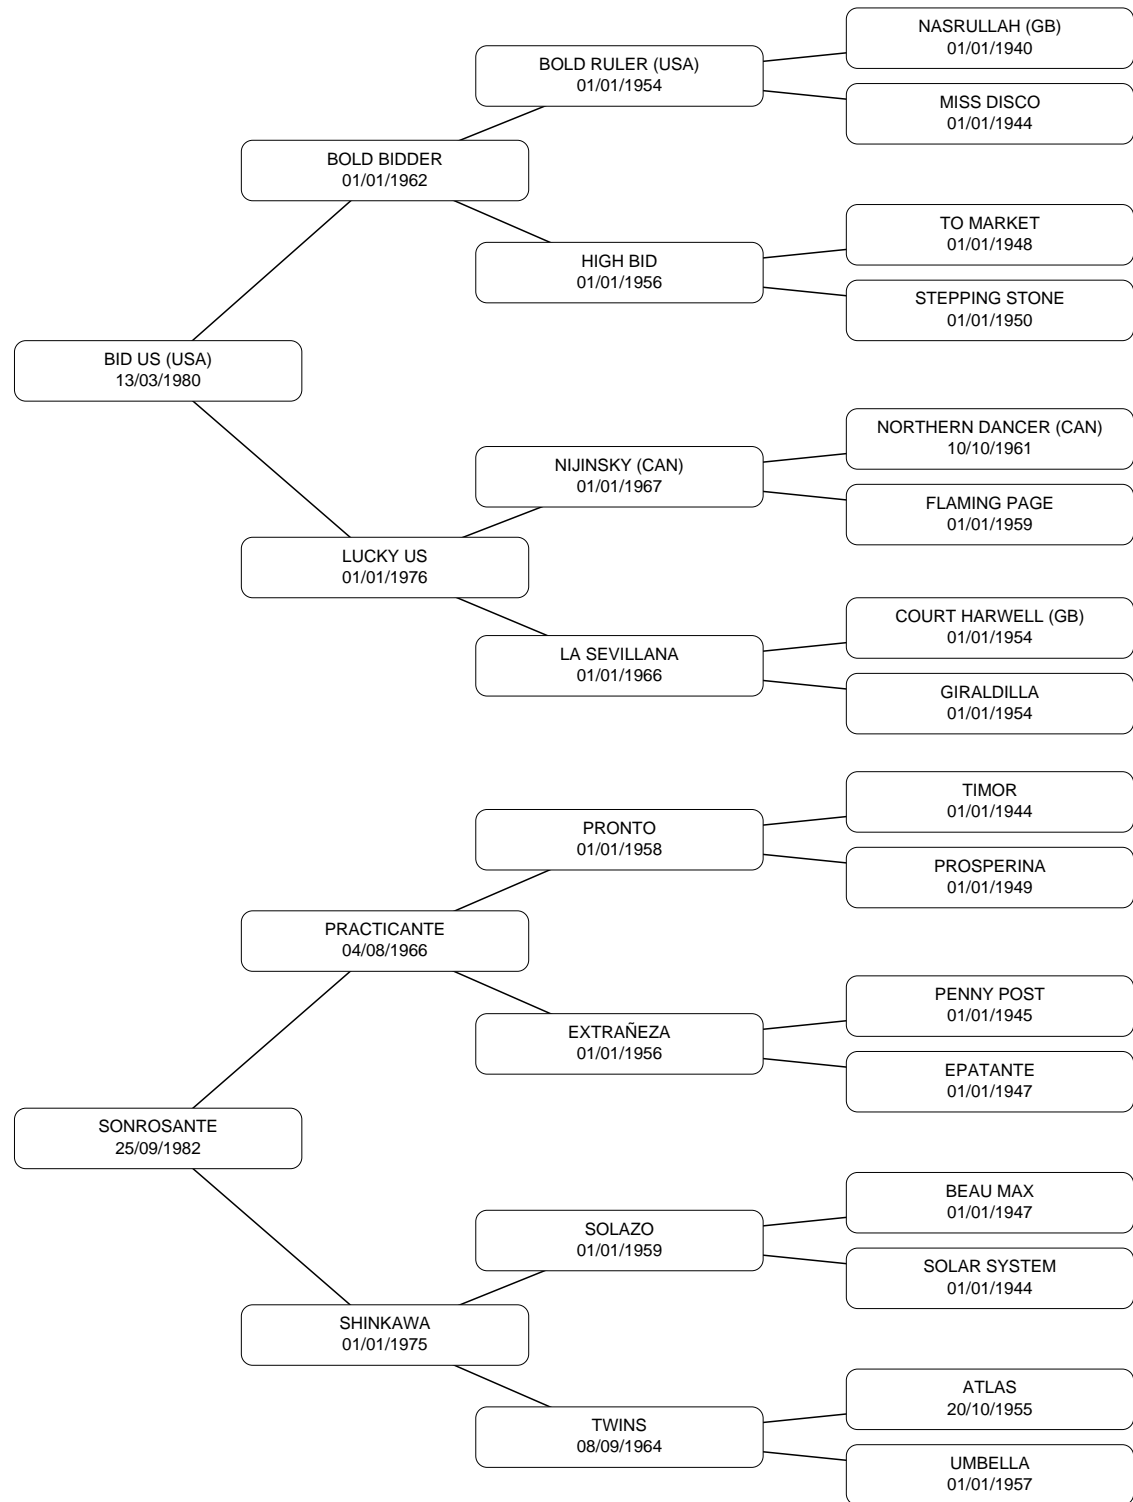 NASRULLAH (GB)
01/01/1940
BOLD RULER (USA)
01/01/1954
MISS DISCO
01/01/1944
BOLD BIDDER
01/01/1962
TO MARKET
01/01/1948
HIGH BID
01/01/1956
STEPPING STONE
01/01/1950
BID US (USA)
13/03/1980
NORTHERN DANCER (CAN)
10/10/1961
NIJINSKY (CAN)
01/01/1967
FLAMING PAGE
01/01/1959
LUCKY US
01/01/1976
COURT HARWELL (GB)
01/01/1954
LA SEVILLANA
01/01/1966
GIRALDILLA
01/01/1954
TIMOR
01/01/1944
PRONTO
01/01/1958
PROSPERINA
01/01/1949
PRACTICANTE
04/08/1966
PENNY POST
01/01/1945
EXTRAÑEZA
01/01/1956
EPATANTE
01/01/1947
SONROSANTE
25/09/1982
BEAU MAX
01/01/1947
SOLAZO
01/01/1959
SOLAR SYSTEM
01/01/1944
SHINKAWA
01/01/1975
ATLAS
20/10/1955
TWINS
08/09/1964
UMBELLA
01/01/1957